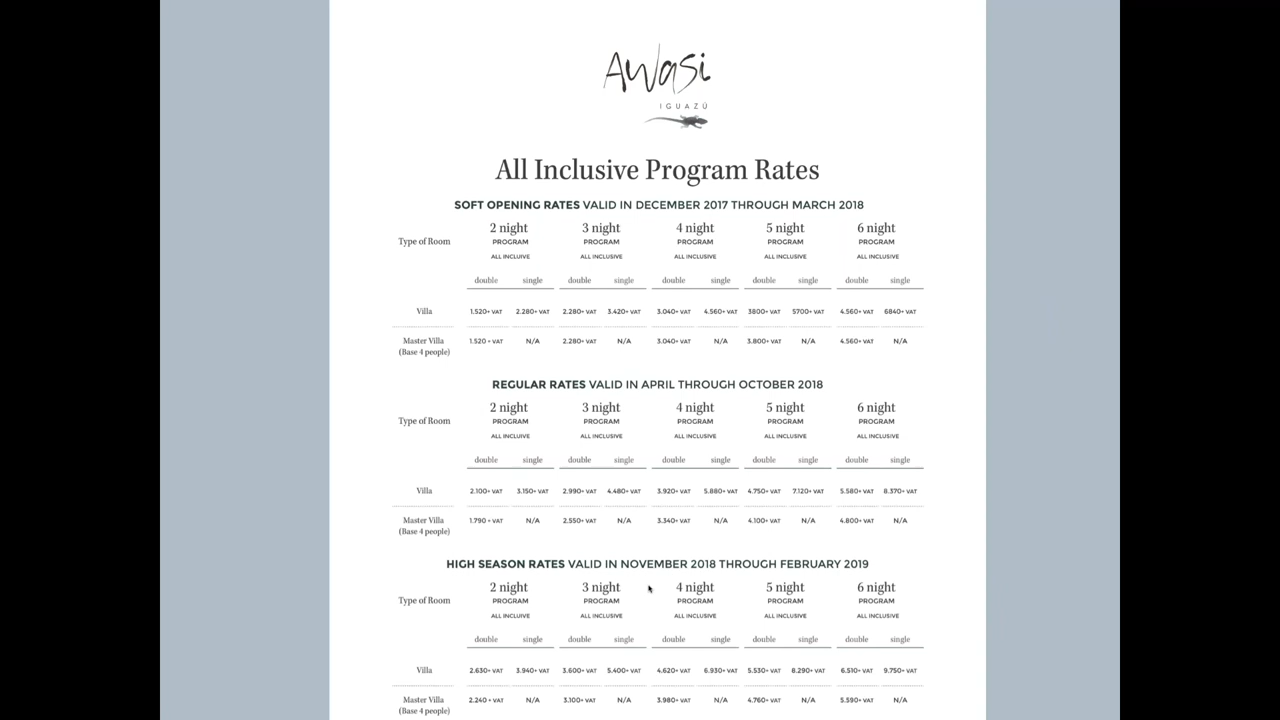 Awasi
IGUAZÚ
All Inclusive Program Rates
SOFT OPENING RATES VALID IN DECEMBER 2017 THROUGH MARCH 2018
Type of Room 2 night 3 night 4 night 5 night 6 night
PROGRAM PROGRAM PROGRAM PROGRAM PROGRAM
ALL INCLUIVE ALL INCLUSIVE ALL INCLUSIVE ALL INCLUSIVE ALL INCLUSIVE
double single double single double single double single double single
Villa 1.520+ VAT 2.280+ VAT 2.280+ VAT 3.420+ VAT 3.040+ VAT 4.560+ VAT 3800+ VAT 5700+ VAT 4.560+ VAT 6840+ VAT
Master Villa 1.520 + VAT N/A 2.280+ VAT N/A 3.040+ VAT N/A 3.800+ VAT N/A 4.560+ VAT N/A
(Base 4 people)
REGULAR RATES VALID IN APRIL THROUGH OCTOBER 2018
Type of Room 2 night 3 night 4 night 5 night 6 night
PROGRAM PROGRAM PROGRAM PROGRAM PROGRAM
ALL INCLUIVE ALL INCLUSIVE ALL INCLUSIVE ALL INCLUSIVE ALL INCLUSIVE
double single double single double single double single double single
Villa 2.100+ VAT 3.150+ VAT 2.990+ VAT 4.480+ VAT 3.920+ VAT 5.880+ VAT 4.750+ VAT 7.120+ VAT 5.580+ VAT 8.370+ VAT
Master Villa 1.790 + VAT N/A 2.550+ VAT N/A 3.340+ VAT N/A 4.100+ VAT N/A 4.800+ VAT N/A
(Base 4 people)
HIGH SEASON RATES VALID IN NOVEMBER 2018 THROUGH FEBRUARY 2019
Type of Room 2 night 3 night 4 night 5 night 6 night
PROGRAM PROGRAM PROGRAM PROGRAM PROGRAM
ALL INCLUIVE ALL INCLUSIVE ALL INCLUSIVE ALL INCLUSIVE ALL INCLUSIVE
double single double single double single double single double single
Villa 2.630+ VAT 3.940+ VAT 3.600+ VAT 5.400+ VAT 4.620+ VAT 6.930+ VAT 5.530+ VAT 8.290+ VAT 6.510+ VAT 9.750+ VAT
Master Villa 2.240 + VAT N/A 3.100+ VAT N/A 3.980+ VAT N/A 4.760+ VAT N/A 5.590+ VAT N/A
(Base 4 people)